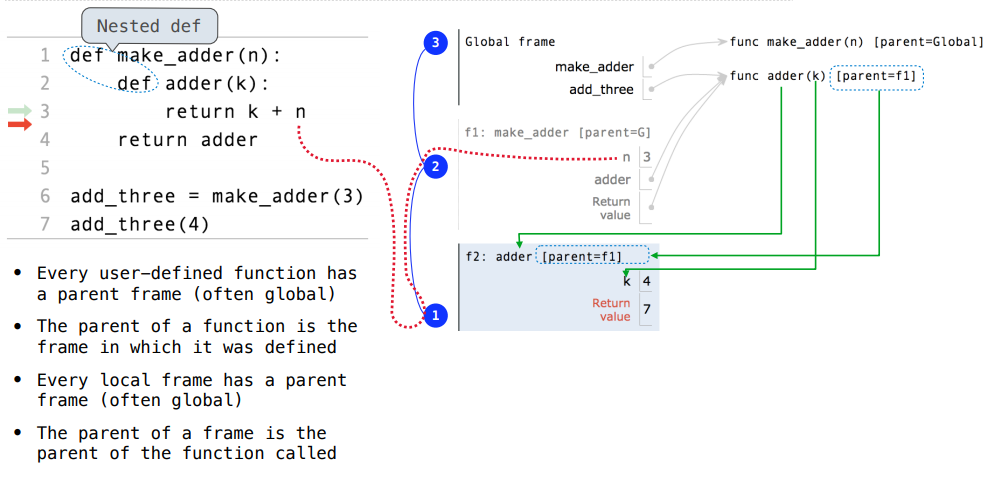 Nested def
1 def make_adder(n):
2 def adder(k):
3 return k + n
4 return adder
5
6 add_three = make_adder(3)
7 add_three(4)
• Every user-defined function has
a parent frame (often global)
• The parent of a function is the
frame in which it was defined
• Every local frame has a parent
frame (often global)
• The parent of a frame is the
parent of the function called
3
2
1
Global frame
make_adder
add_three
func make_adder(n) [parent=Global]
func adder(k) [parent=f1]
f1: make_adder [parent=G]
n 3
adder
Return
value
f2: adder [parent=f1]
k 4
Return
value 7